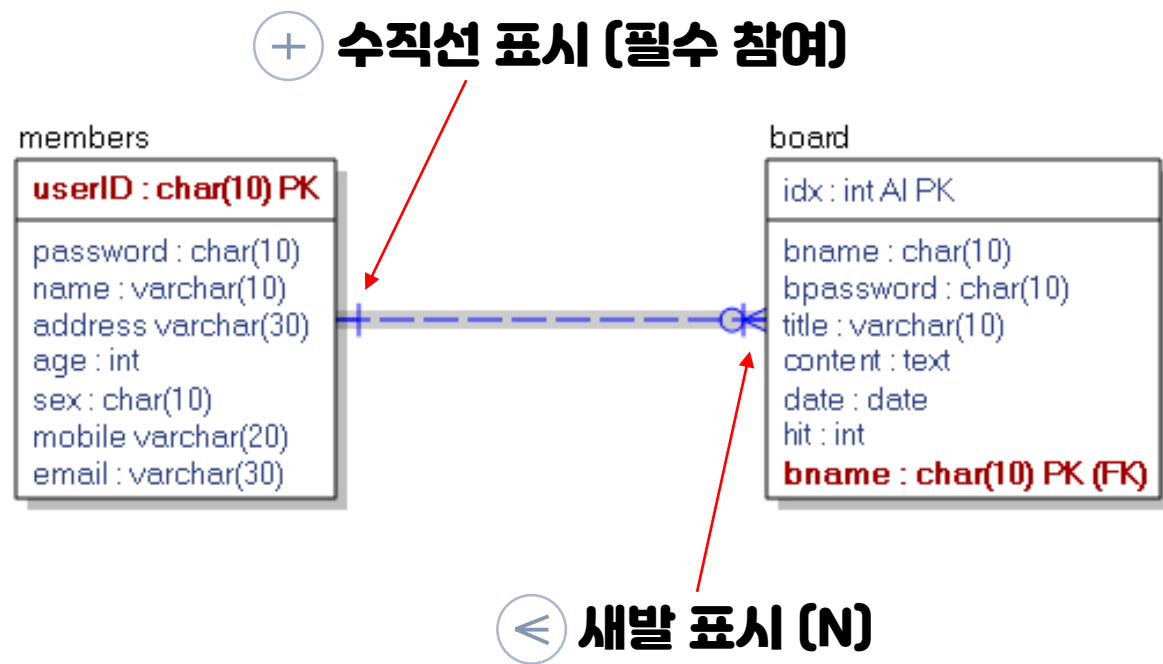 수직선 표시 (필수 참여)
members
userID : char(10) PK
password : char(10)
name : varchar(10)
address varchar(30)
age : int
sex : char(10)
mobile varchar(20)
email : varchar(30)
board
idx : int AI PK
bname : char(10)
bpassword : char(10)
title : varchar(10)
content : text
date : date
hit : int
bname : char(10) PK (FK)
새발 표시 (N)